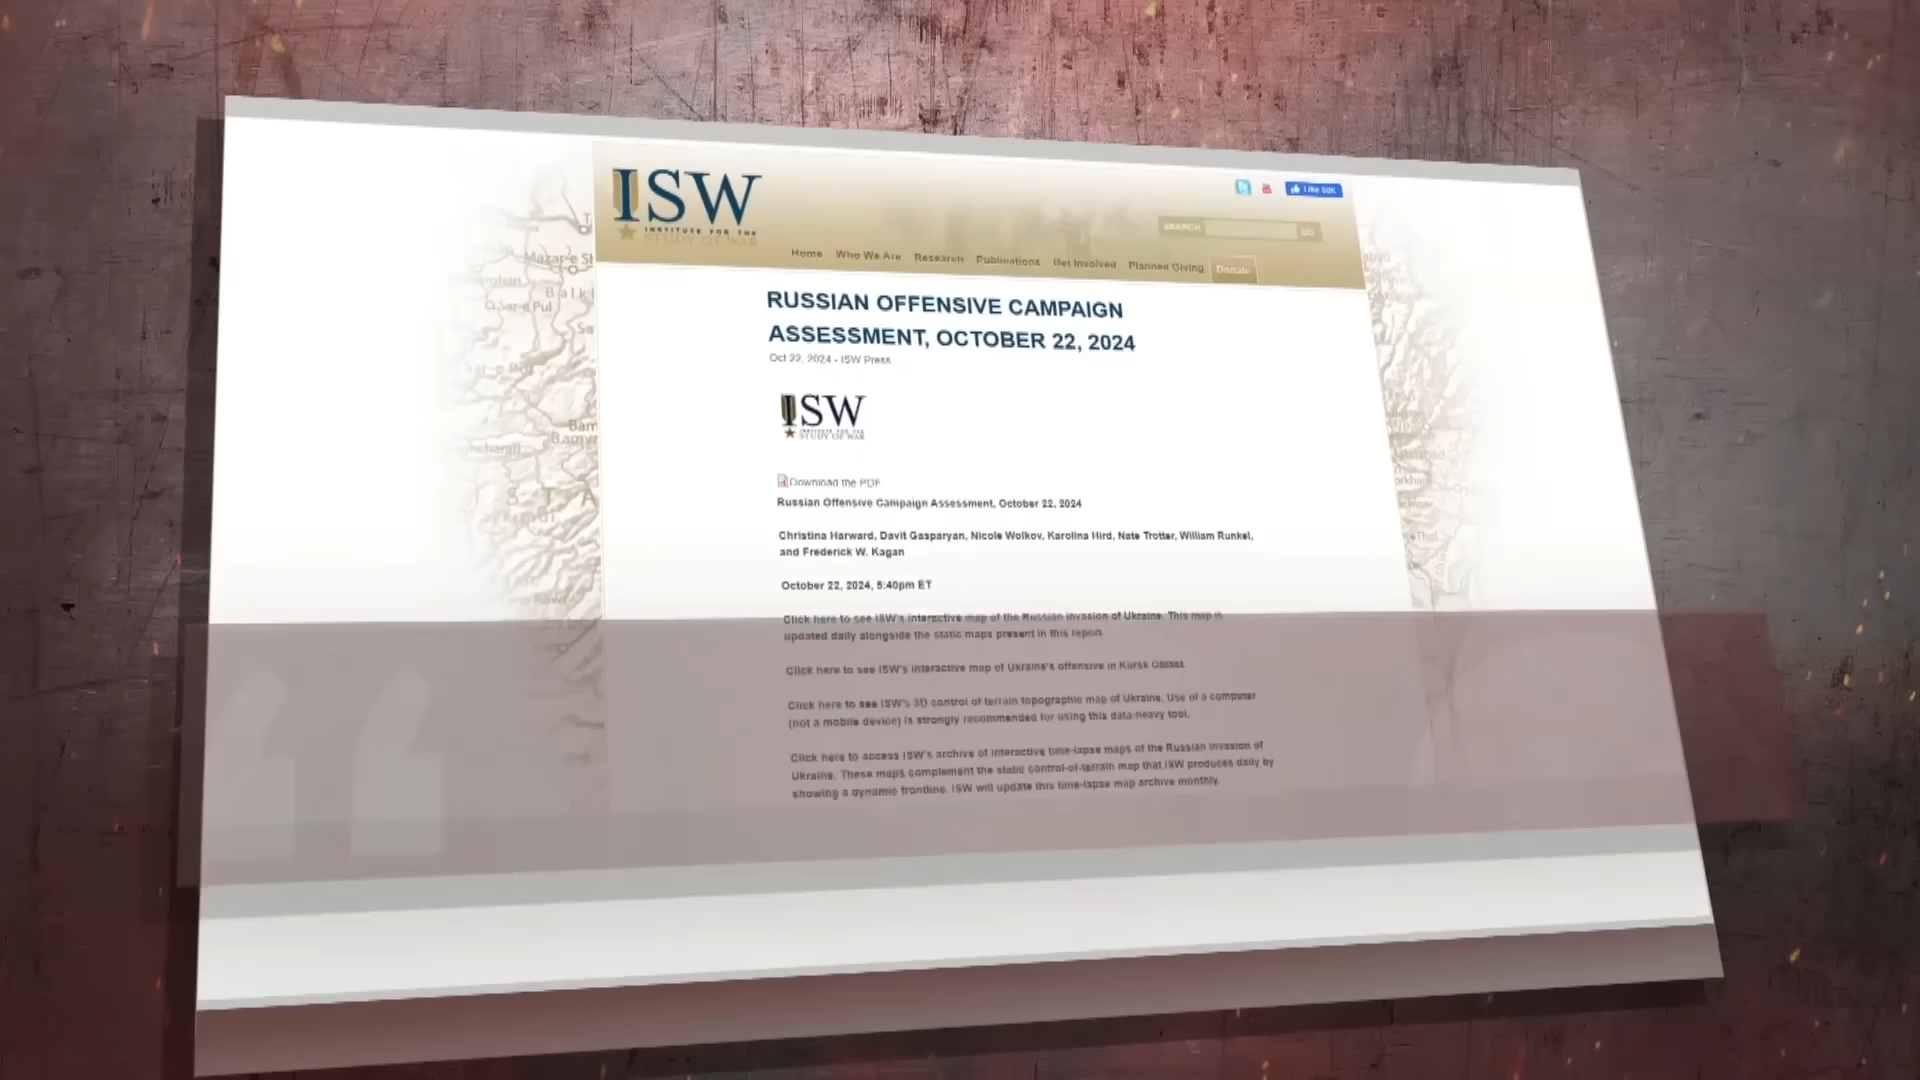 ISW
INSTITUTE FOR THE
STUDY OF WAR
SEARCH
GO
Home Who We Are Research Publications Get Involved Planned Giving Donate
RUSSIAN OFFENSIVE CAMPAIGN
ASSESSMENT, OCTOBER 22, 2024
Oct 22, 2024 - ISW Press
ISW
INSTITUTE FOR THE
STUDY OF WAR
Download the PDF
Russian Offensive Campaign Assessment, October 22, 2024
Christina Harward, Davit Gasparyan, Nicole Wolkov, Karolina Hird, Nate Trotter, William Runkel,
and Frederick W. Kagan
October 22, 2024, 5:40pm ET
Click here to see ISW's interactive map of the Russian invasion of Ukraine. This map is
updated daily alongside the static maps present in this report.
Click here to see ISW's interactive map of Ukraine's offensive in Kursk Oblast.
Click here to see ISW's 3D control of terrain topographic map of Ukraine. Use of a computer
(not a mobile device) is strongly recommended for using this data-heavy tool.
Click here to access ISW's archive of interactive time-lapse maps of the Russian invasion of
Ukraine. These maps complement the static control-of-terrain map that ISW produces daily by
showing a dynamic frontline. ISW will update this time-lapse map archive monthly.